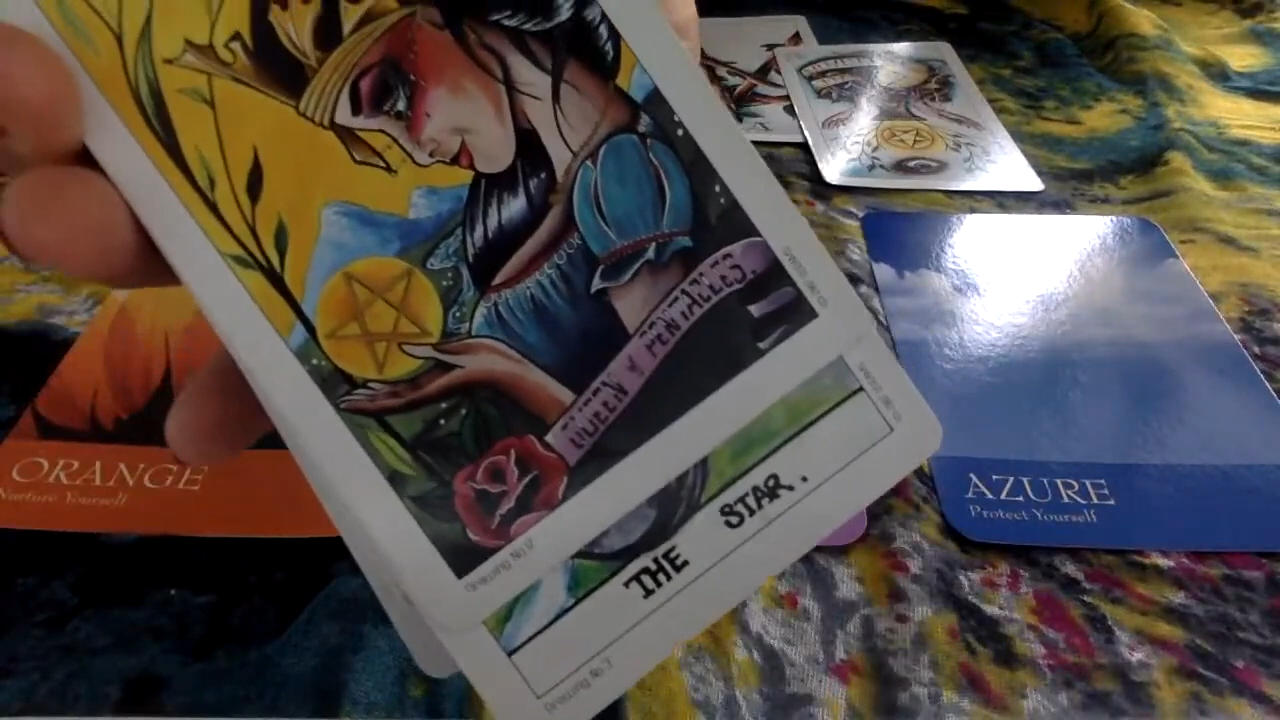 QUEEN of PENTACLES.
THE STAR.
ORANGE
Nurture Yourself
AZURE
Protect Yourself